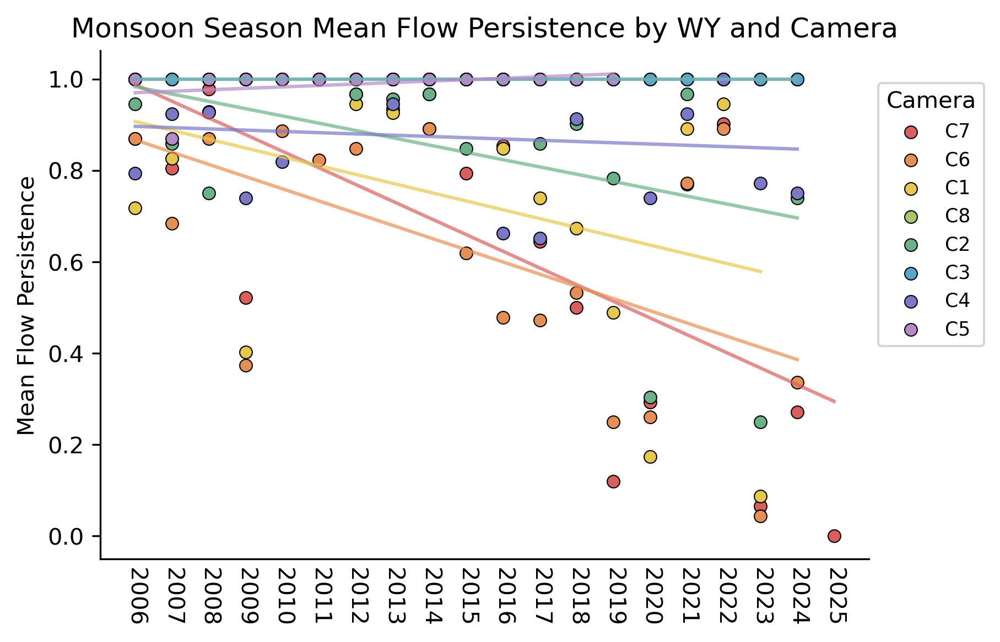 Monsoon Season Mean Flow Persistence by WY and Camera
Mean Flow Persistence
1.0
0.8
0.6
0.4
0.2
0.0
2006
2007
2008
2009
2010
2011
2012
2013
2014
2015
2016
2017
2018
2019
2020
2021
2022
2023
2024
2025
Camera
C7
C6
C1
C8
C2
C3
C4
C5